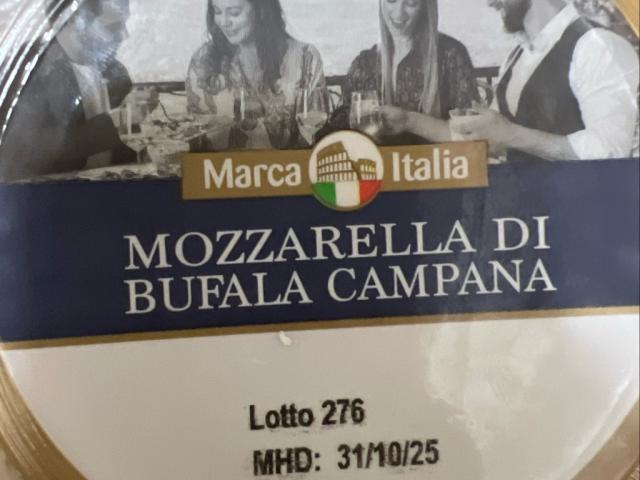 Marca Italia
MOZZARELLA DI
BUFALA CAMPANA
Lotto 276
MHD: 31/10/25